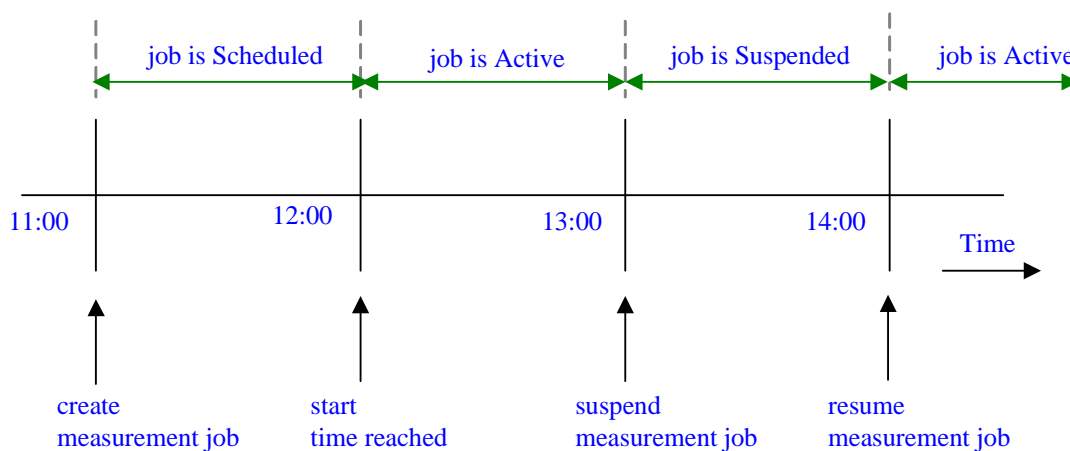 job is Scheduled
job is Active
job is Suspended
job is Active
11:00
12:00
13:00
14:00
Time
create
measurement job
start
time reached
suspend
measurement job
resume
measurement job